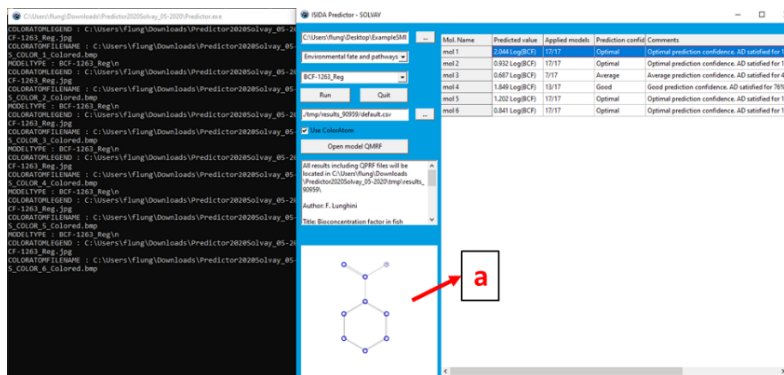 C:\Users\flung\Downloads\Predictor2020Solvay_05-2020\Predictor.exe
COLORATOMLEGEND : C:\Users\flung\Downloads\Predictor2020Solvay_05-20
CF-1263_Reg.jpg
COLORATOMFILENAME : C:\Users\flung\Downloads\Predictor2020Solvay_05-
S_COLOR_1_Colored.bmp
MODELTYPE : BCF-1263_Reg\n
COLORATOMLEGEND : C:\Users\flung\Downloads\Predictor2020Solvay_05-20
CF-1263_Reg.jpg
COLORATOMFILENAME : C:\Users\flung\Downloads\Predictor2020Solvay_05-
S_COLOR_2_Colored.bmp
MODELTYPE : BCF-1263_Reg\n
COLORATOMLEGEND : C:\Users\flung\Downloads\Predictor2020Solvay_05-20
CF-1263_Reg.jpg
COLORATOMFILENAME : C:\Users\flung\Downloads\Predictor2020Solvay_05-
S_COLOR_3_Colored.bmp
MODELTYPE : BCF-1263_Reg\n
COLORATOMLEGEND : C:\Users\flung\Downloads\Predictor2020Solvay_05-20
CF-1263_Reg.jpg
COLORATOMFILENAME : C:\Users\flung\Downloads\Predictor2020Solvay_05-
S_COLOR_4_Colored.bmp
MODELTYPE : BCF-1263_Reg\n
COLORATOMLEGEND : C:\Users\flung\Downloads\Predictor2020Solvay_05-20
CF-1263_Reg.jpg
COLORATOMFILENAME : C:\Users\flung\Downloads\Predictor2020Solvay_05-
S_COLOR_5_Colored.bmp
MODELTYPE : BCF-1263_Reg\n
COLORATOMLEGEND : C:\Users\flung\Downloads\Predictor2020Solvay_05-20
CF-1263_Reg.jpg
COLORATOMFILENAME : C:\Users\flung\Downloads\Predictor2020Solvay_05-
S_COLOR_6_Colored.bmp
ISIDA Predictor - SOLVAY
C:\Users\flung\Desktop\ExampleSMI ...
Environmental fate and pathways
BCF-1263_Reg
Run Quit
./tmp/results_90959/default.csv ...
Use ColorAtom
Open model QMRF
All results including QPRF files will be
located in C:\Users\flung\Downloads
\Predictor2020Solvay_05-2020\tmp\results_
90959\
Author: F. Lunghini
Title: Bioconcentration factor in fish
Mol. Name Predicted value Applied models Prediction confid Comments
mol 1 2.044 Log(BCF) 17/17 Optimal Optimal prediction confidence. AD satisfied for 1
mol 2 0.932 Log(BCF) 17/17 Optimal Optimal prediction confidence. AD satisfied for 1
mol 3 0.687 Log(BCF) 7/17 Average Average prediction confidence. AD satisfied for 4
mol 4 1.849 Log(BCF) 13/17 Good Good prediction confidence. AD satisfied for 76%
mol 5 1.202 Log(BCF) 17/17 Optimal Optimal prediction confidence. AD satisfied for 1
mol 6 0.841 Log(BCF) 17/17 Optimal Optimal prediction confidence. AD satisfied for 1
a